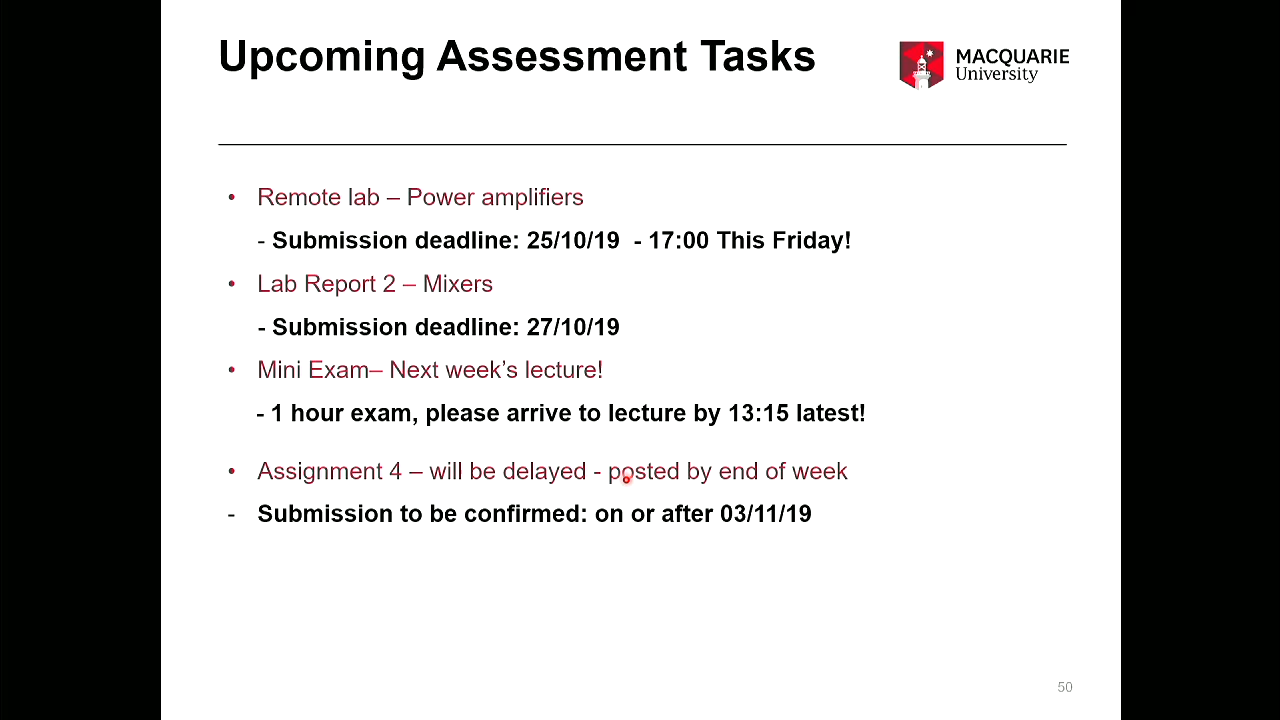 Upcoming Assessment Tasks
MACQUARIE
University
• Remote lab – Power amplifiers
- Submission deadline: 25/10/19 - 17:00 This Friday!
• Lab Report 2 – Mixers
- Submission deadline: 27/10/19
• Mini Exam– Next week’s lecture!
- 1 hour exam, please arrive to lecture by 13:15 latest!
• Assignment 4 – will be delayed - posted by end of week
- Submission to be confirmed: on or after 03/11/19
50